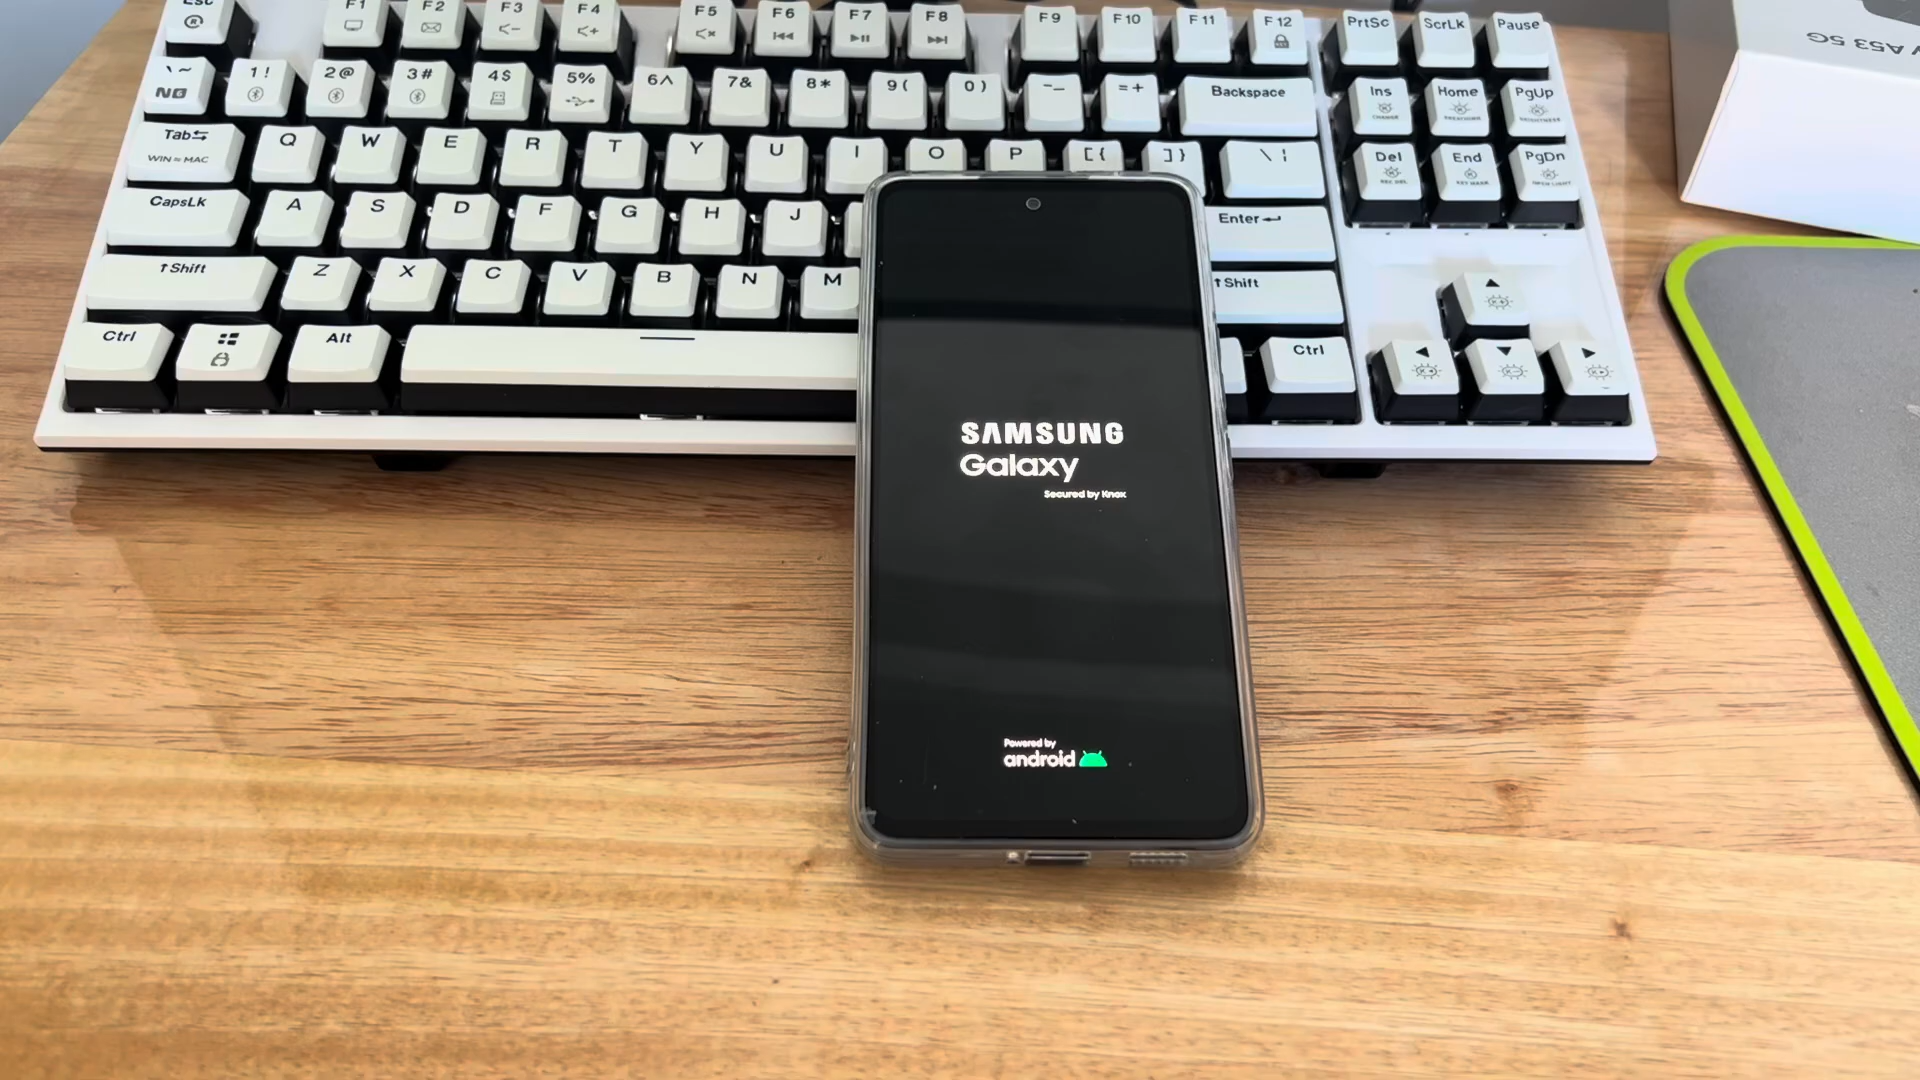 Esc F1 F2 F3 F4 F5 F6 F7 F8 F9 F10 F11 F12 PrtSc ScrLk Pause
A53 5G
\ ~ 1 ! 2 @ 3 # 4 $ 5 % 6 ^ 7 & 8 * 9 ( 0 ) - _ = + Backspace Ins Home PgUp
Tab Q W E R T Y U I O P [ { ] } \ ¦ Del End PgDn
WIN ≈ MAC
CapsLk A S D F G H J Enter
↑ Shift Z X C V B N M ↑ Shift
Ctrl Alt Ctrl
SAMSUNG
Galaxy
Secured by Knox
Powered by
android